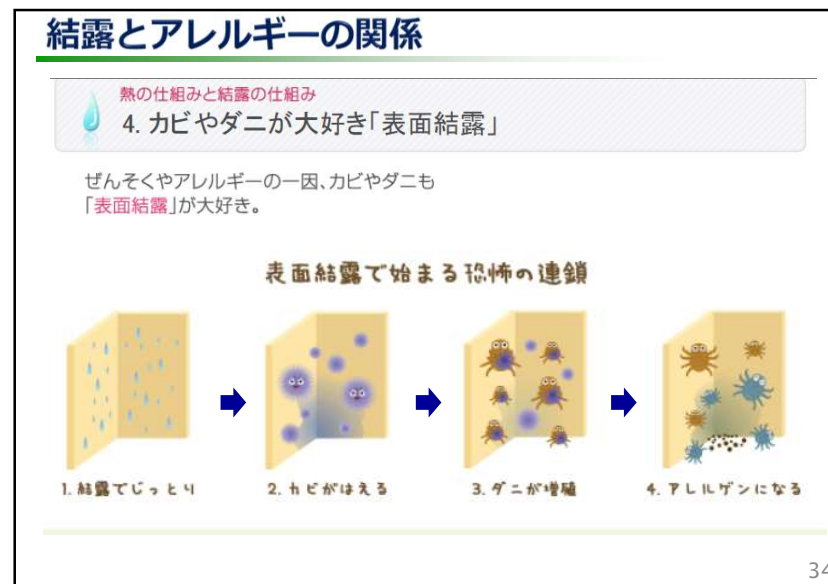 結露とアレルギーの関係
熱の仕組みと結露の仕組み
4. カビやダニが大好き「表面結露」
ぜんそくやアレルギーの一因、カビやダニも
「表面結露」が大好き。
表面結露で始まる恐怖の連鎖
1. 結露でじっとり
2. カビがはえる
3. ダニが増殖
4. アレルゲンになる
34